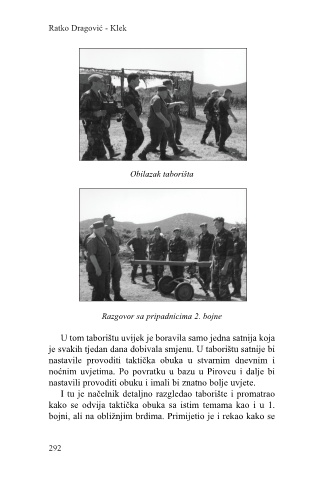 Ratko Dragović - Klek
Obilazak taborišta
Razgovor sa pripadnicima 2. bojne
U tom taborištu uvijek je boravila samo jedna satnija koja
je svakih tjedan dana dobivala smjenu. U taborištu satnije bi
nastavile provoditi taktička obuka u stvarnim dnevnim i
noćnim uvjetima. Po povratku u bazu u Pirovcu i dalje bi
nastavili provoditi obuku i imali bi znatno bolje uvjete.
I tu je načelnik detaljno razgledao taborište i promatrao
kako se odvija taktička obuka sa istim temama kao i u 1.
bojni, ali na obližnjim brdima. Primijetio je i rekao kako se
292